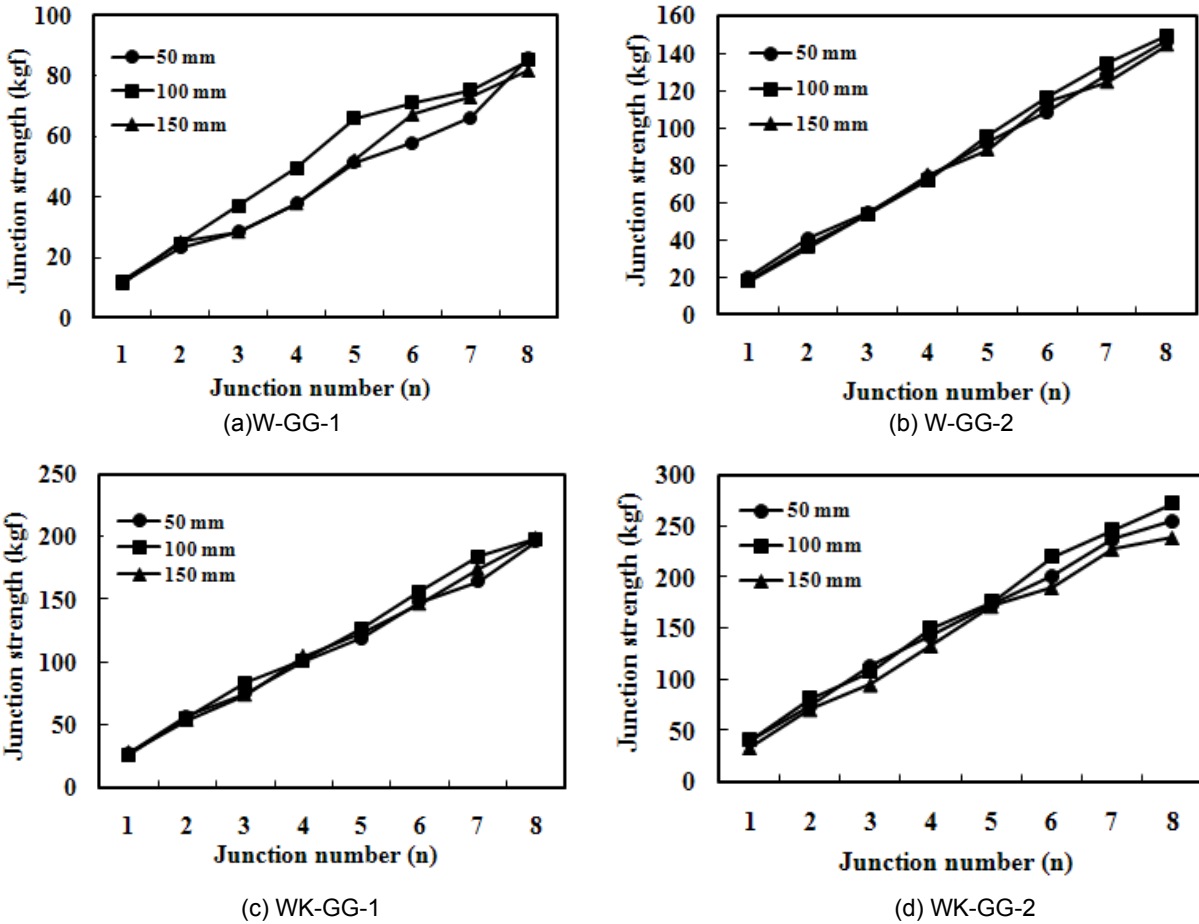 Junction strength (kgf)
100
80
60
40
20
0
50 mm
100 mm
150 mm
1 2 3 4 5 6 7 8
Junction number (n)
(a)W-GG-1
Junction strength (kgf)
160
140
120
100
80
60
40
20
0
50 mm
100 mm
150 mm
1 2 3 4 5 6 7 8
Junction number (n)
(b) W-GG-2
Junction strength (kgf)
250
200
150
100
50
0
50 mm
100 mm
150 mm
1 2 3 4 5 6 7 8
Junction number (n)
(c) WK-GG-1
Junction strength (kgf)
300
250
200
150
100
50
0
50 mm
100 mm
150 mm
1 2 3 4 5 6 7 8
Junction number (n)
(d) WK-GG-2